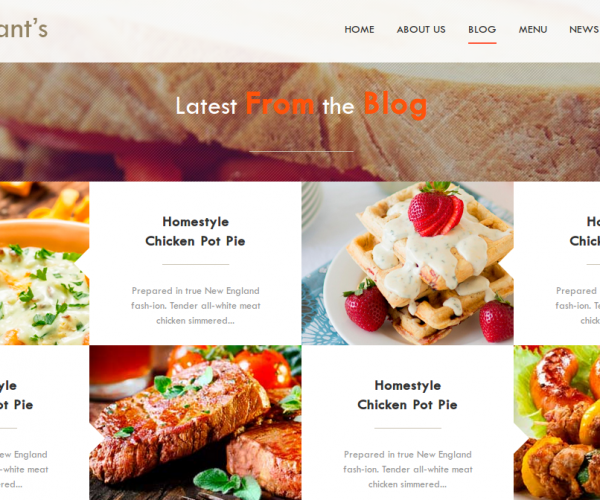 ant's
HOME ABOUT US BLOG MENU NEWS
Latest From the Blog
Homestyle
Chicken Pot Pie
Prepared in true New England
fash-ion. Tender all-white meat
chicken simmered...
Ho
Chick
Prepared
fash-ion. T
chic
yle
ot Pie
ew England
-white meat
red...
Homestyle
Chicken Pot Pie
Prepared in true New England
fash-ion. Tender all-white meat
chicken simmered...